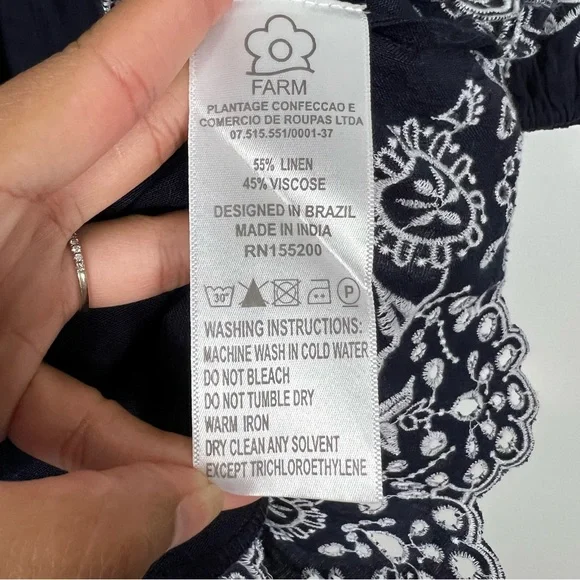 FARM
PLANTAGE CONFECCAO E
COMERCIO DE ROUPAS LTDA
07.515.551/0001-37
55% LINEN
45% VISCOSE
DESIGNED IN BRAZIL
MADE IN INDIA
RN155200
30° P
WASHING INSTRUCTIONS:
MACHINE WASH IN COLD WATER
DO NOT BLEACH
DO NOT TUMBLE DRY
WARM IRON
DRY CLEAN ANY SOLVENT
EXCEPT TRICHLOROETHYLENE